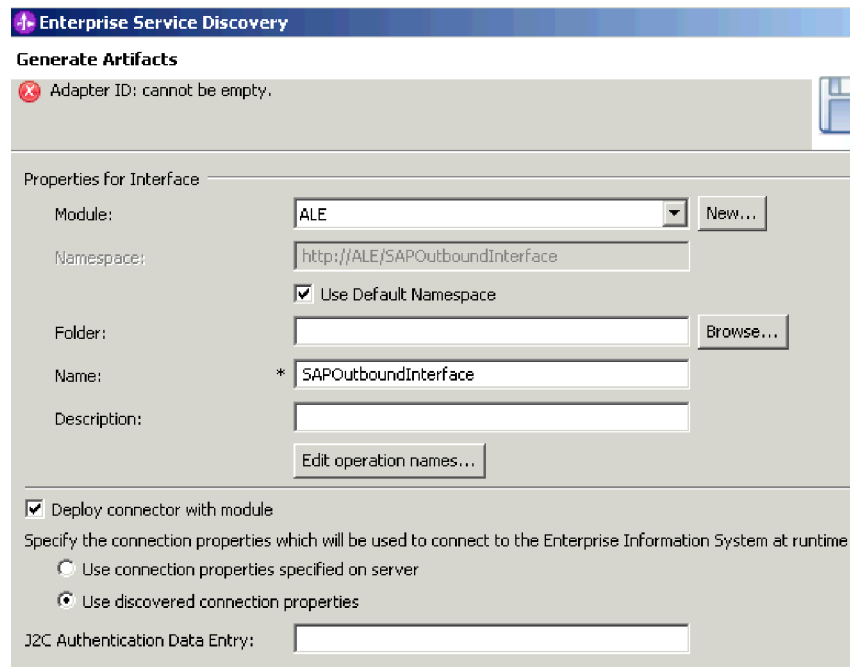 Enterprise Service Discovery
Generate Artifacts
Adapter ID: cannot be empty.
Properties for Interface
Module: ALE New...
Namespace: http://ALE/SAPOutboundInterface
Use Default Namespace
Folder: Browse...
Name: * SAPOutboundInterface
Description:
Edit operation names...
Deploy connector with module
Specify the connection properties which will be used to connect to the Enterprise Information System at runtime
Use connection properties specified on server
Use discovered connection properties
J2C Authentication Data Entry: